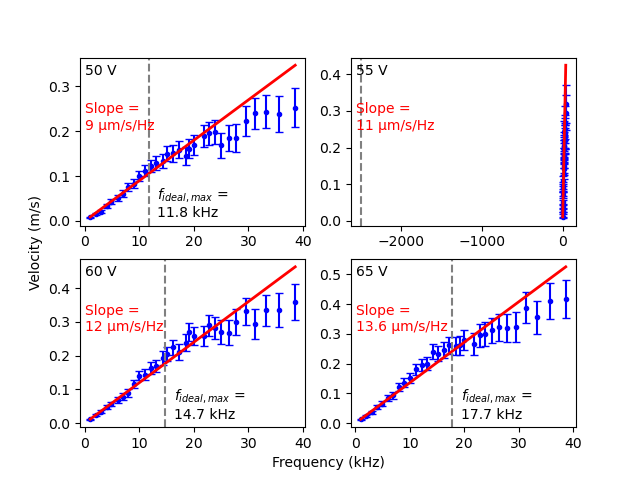 50 V
Slope =
9 µm/s/Hz
f_ideal,max =
11.8 kHz
0.3
0.2
0.1
0.0
0 10 20 30 40
55 V
Slope =
11 µm/s/Hz
0.4
0.3
0.2
0.1
0.0
−2000 −1000 0
Velocity (m/s)
60 V
Slope =
12 µm/s/Hz
f_ideal,max =
14.7 kHz
0.4
0.3
0.2
0.1
0.0
0 10 20 30 40
65 V
Slope =
13.6 µm/s/Hz
f_ideal,max =
17.7 kHz
0.5
0.4
0.3
0.2
0.1
0.0
0 10 20 30 40
Frequency (kHz)